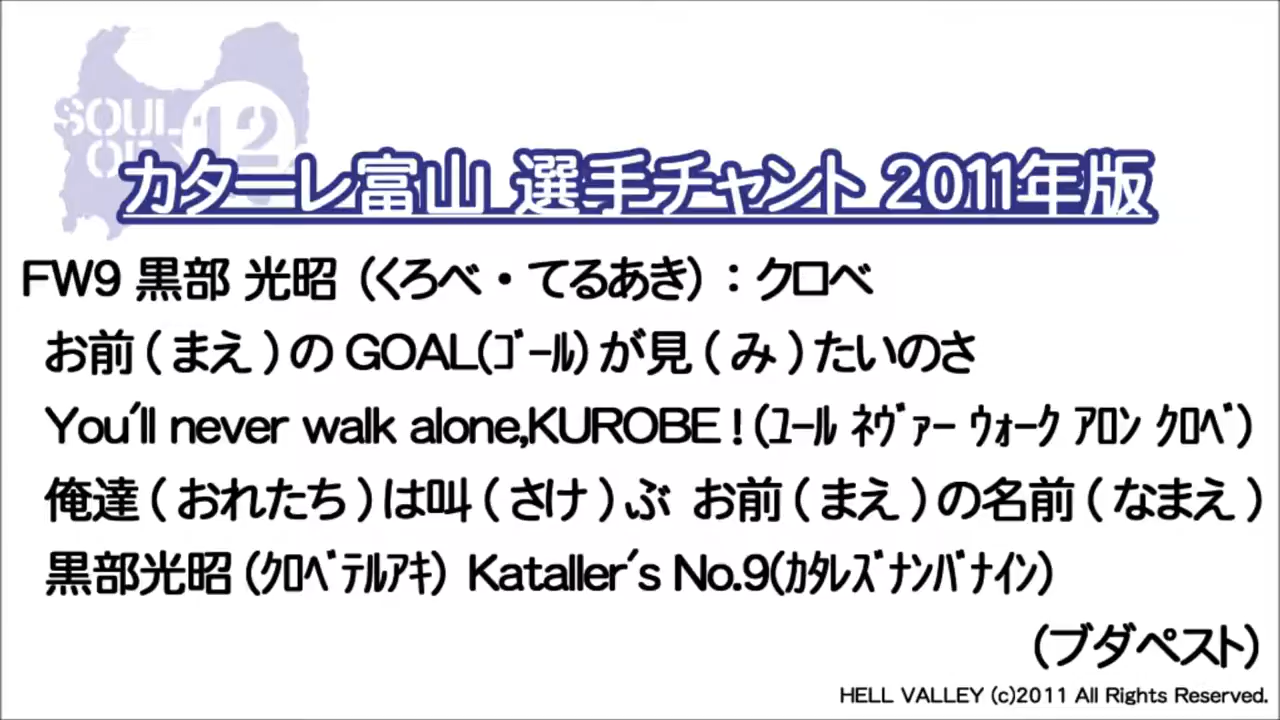 SOUL
OF 12
カターレ富山 選手チャント 2011年版
FW9 黒部 光昭 (くろべ・てるあき) : クロベ
お前 ( まえ ) の GOAL(ｺﾞｰﾙ) が見 ( み ) たいのさ
You'll never walk alone,KUROBE ! (ﾕｰﾙ ﾈｳﾞｧｰ ｳｫｰｸ ｱﾛﾝ ｸﾛﾍﾞ)
俺達 ( おれたち ) は叫 ( さけ ) ぶ お前 ( まえ ) の名前 ( なまえ )
黒部光昭 (ｸﾛﾍﾞﾃﾙｱｷ) Kataller's No.9(ｶﾀﾚｽﾞﾅﾝﾊﾞﾅｲﾝ)
(ブダペスト)
HELL VALLEY (c)2011 All Rights Reserved.